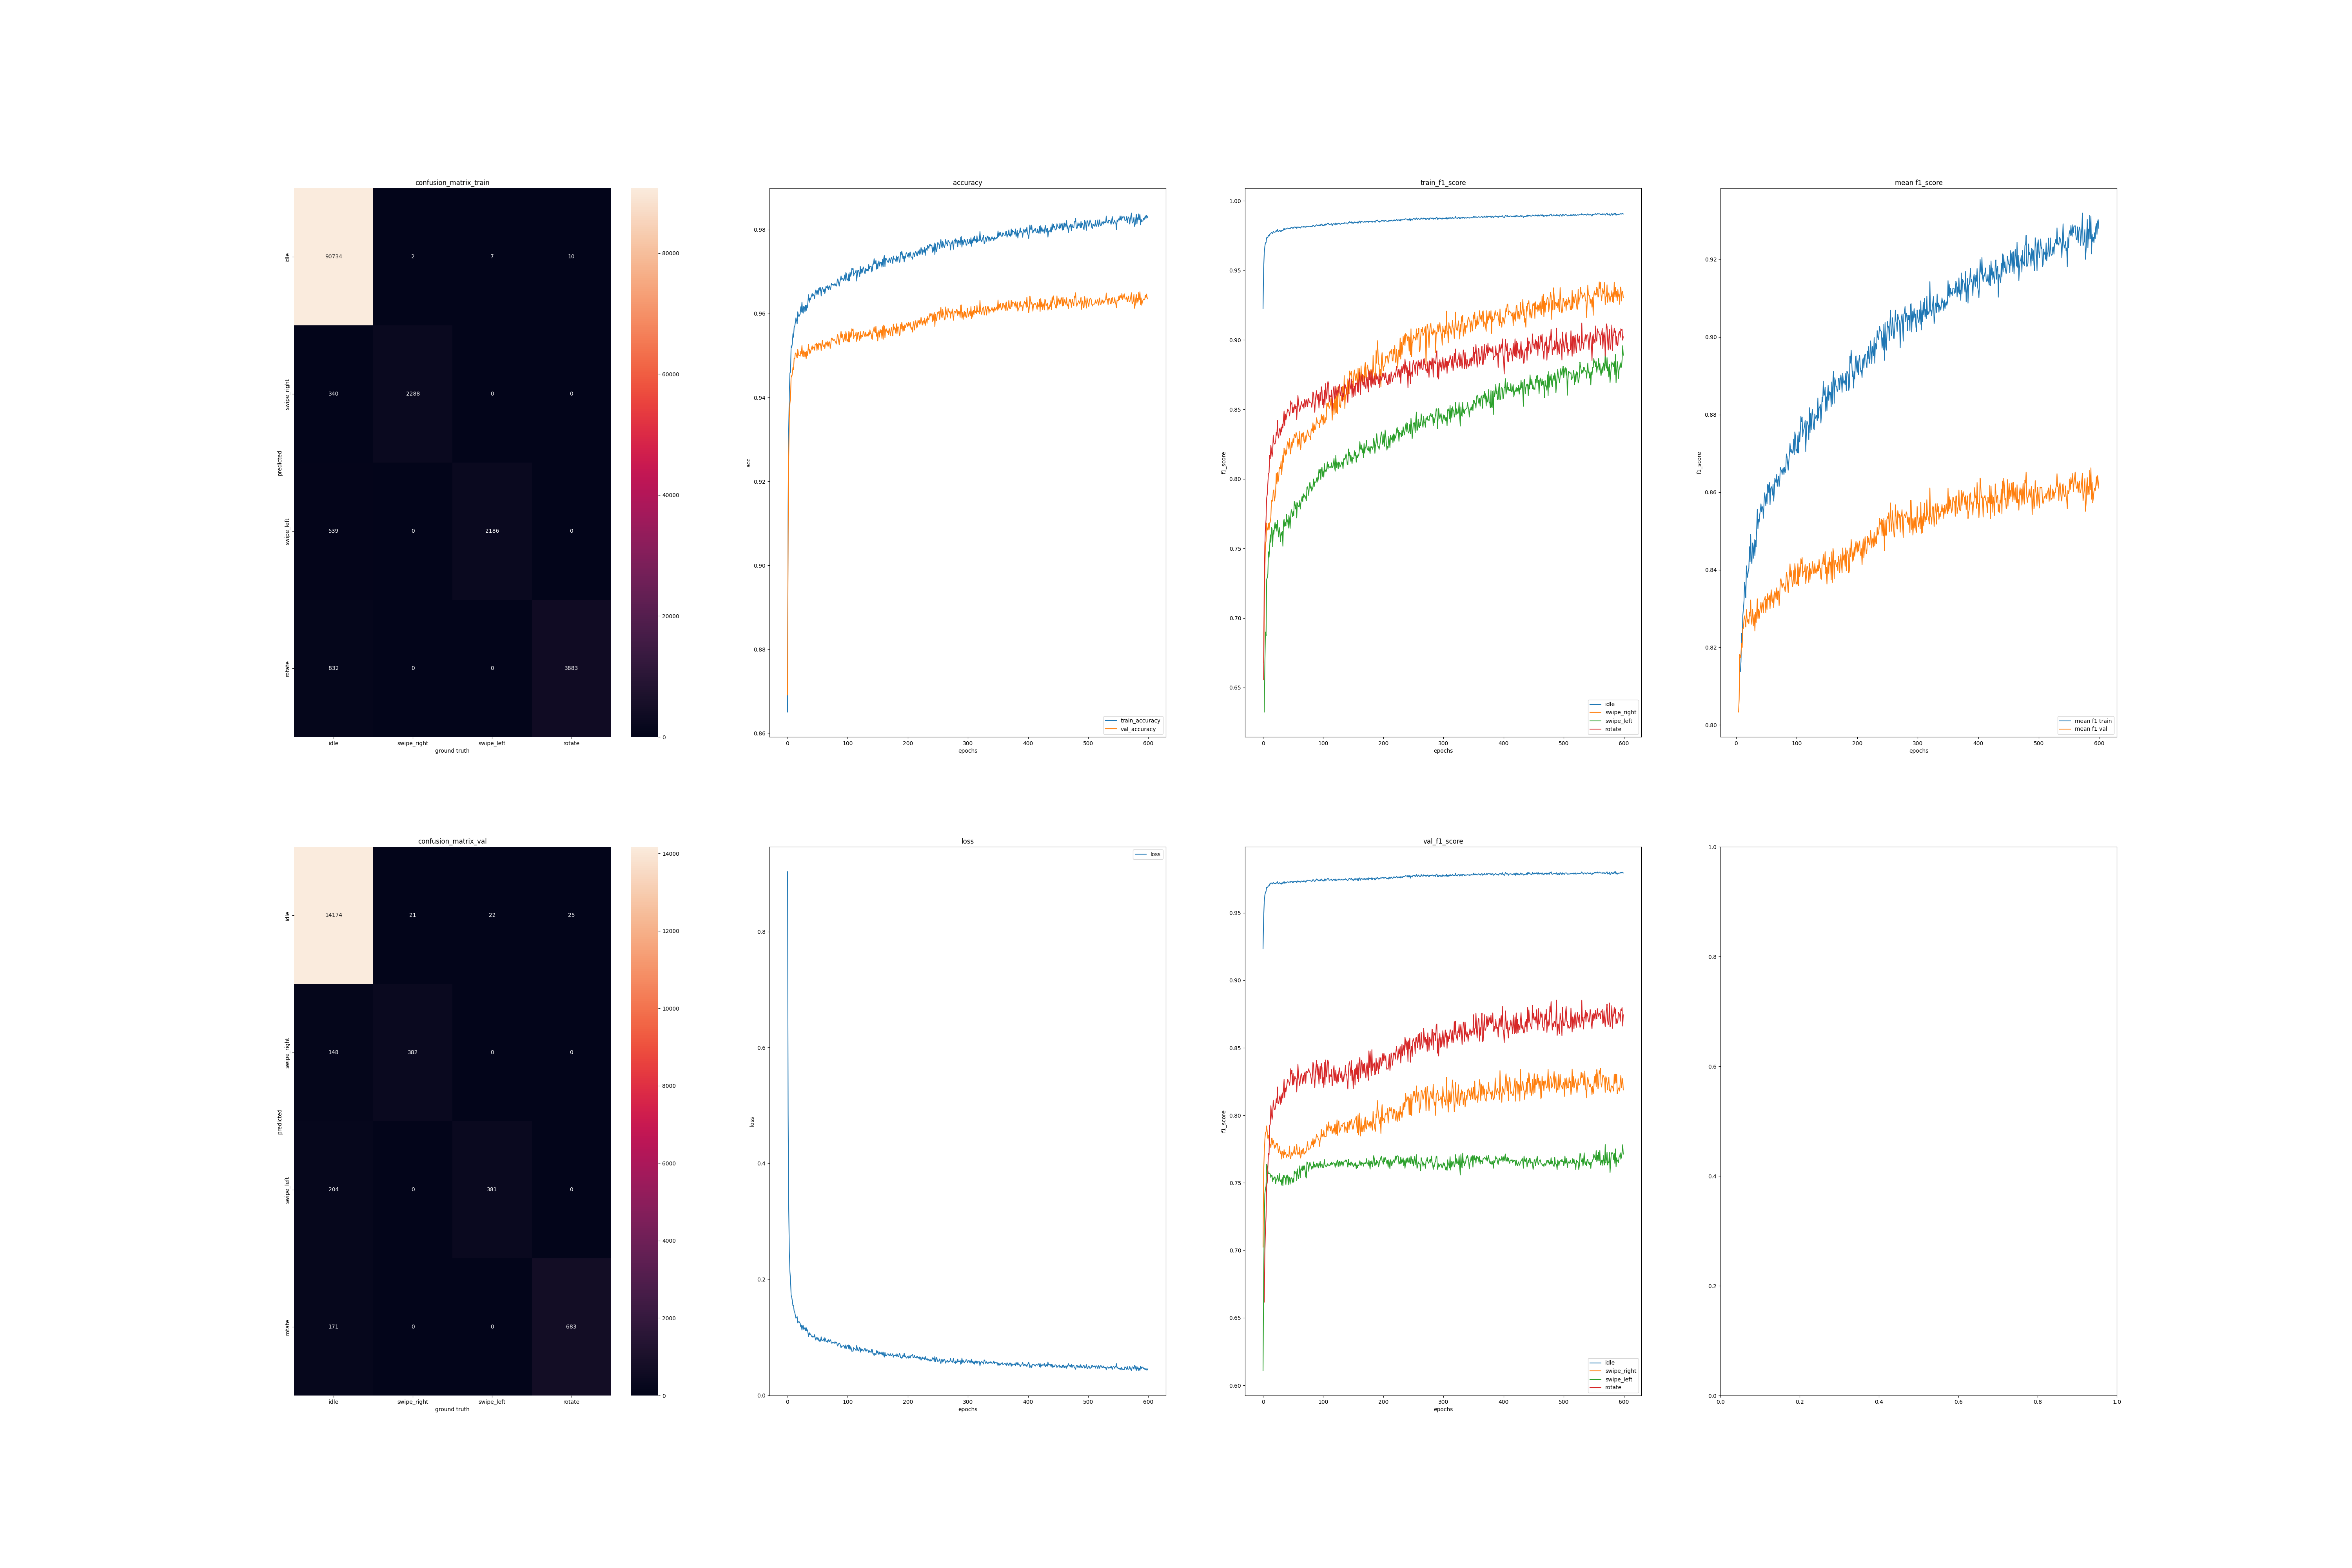 confusion_matrix_train
idle
swipe_right
swipe_left
rotate
predicted
90734 2 7 10
340 2288 0 0
539 0 2186 0
832 0 0 3883
idle swipe_right swipe_left rotate
ground truth
80000
60000
40000
20000
0
accuracy
acc
0.98
0.96
0.94
0.92
0.90
0.88
0.86
train_accuracy
val_accuracy
0 100 200 300 400 500 600
epochs
train_f1_score
f1_score
1.00
0.95
0.90
0.85
0.80
0.75
0.70
0.65
idle
swipe_right
swipe_left
rotate
0 100 200 300 400 500 600
epochs
mean f1_score
f1_score
0.92
0.90
0.88
0.86
0.84
0.82
0.80
mean f1 train
mean f1 val
0 100 200 300 400 500 600
epochs
confusion_matrix_val
idle
swipe_right
swipe_left
rotate
predicted
14174 21 22 25
148 382 0 0
204 0 381 0
171 0 0 683
idle swipe_right swipe_left rotate
ground truth
14000
12000
10000
8000
6000
4000
2000
0
loss
loss
loss
0.8
0.6
0.4
0.2
0.0
0 100 200 300 400 500 600
epochs
val_f1_score
f1_score
0.95
0.90
0.85
0.80
0.75
0.70
0.65
0.60
idle
swipe_right
swipe_left
rotate
0 100 200 300 400 500 600
epochs
1.0
0.8
0.6
0.4
0.2
0.0
0.0 0.2 0.4 0.6 0.8 1.0